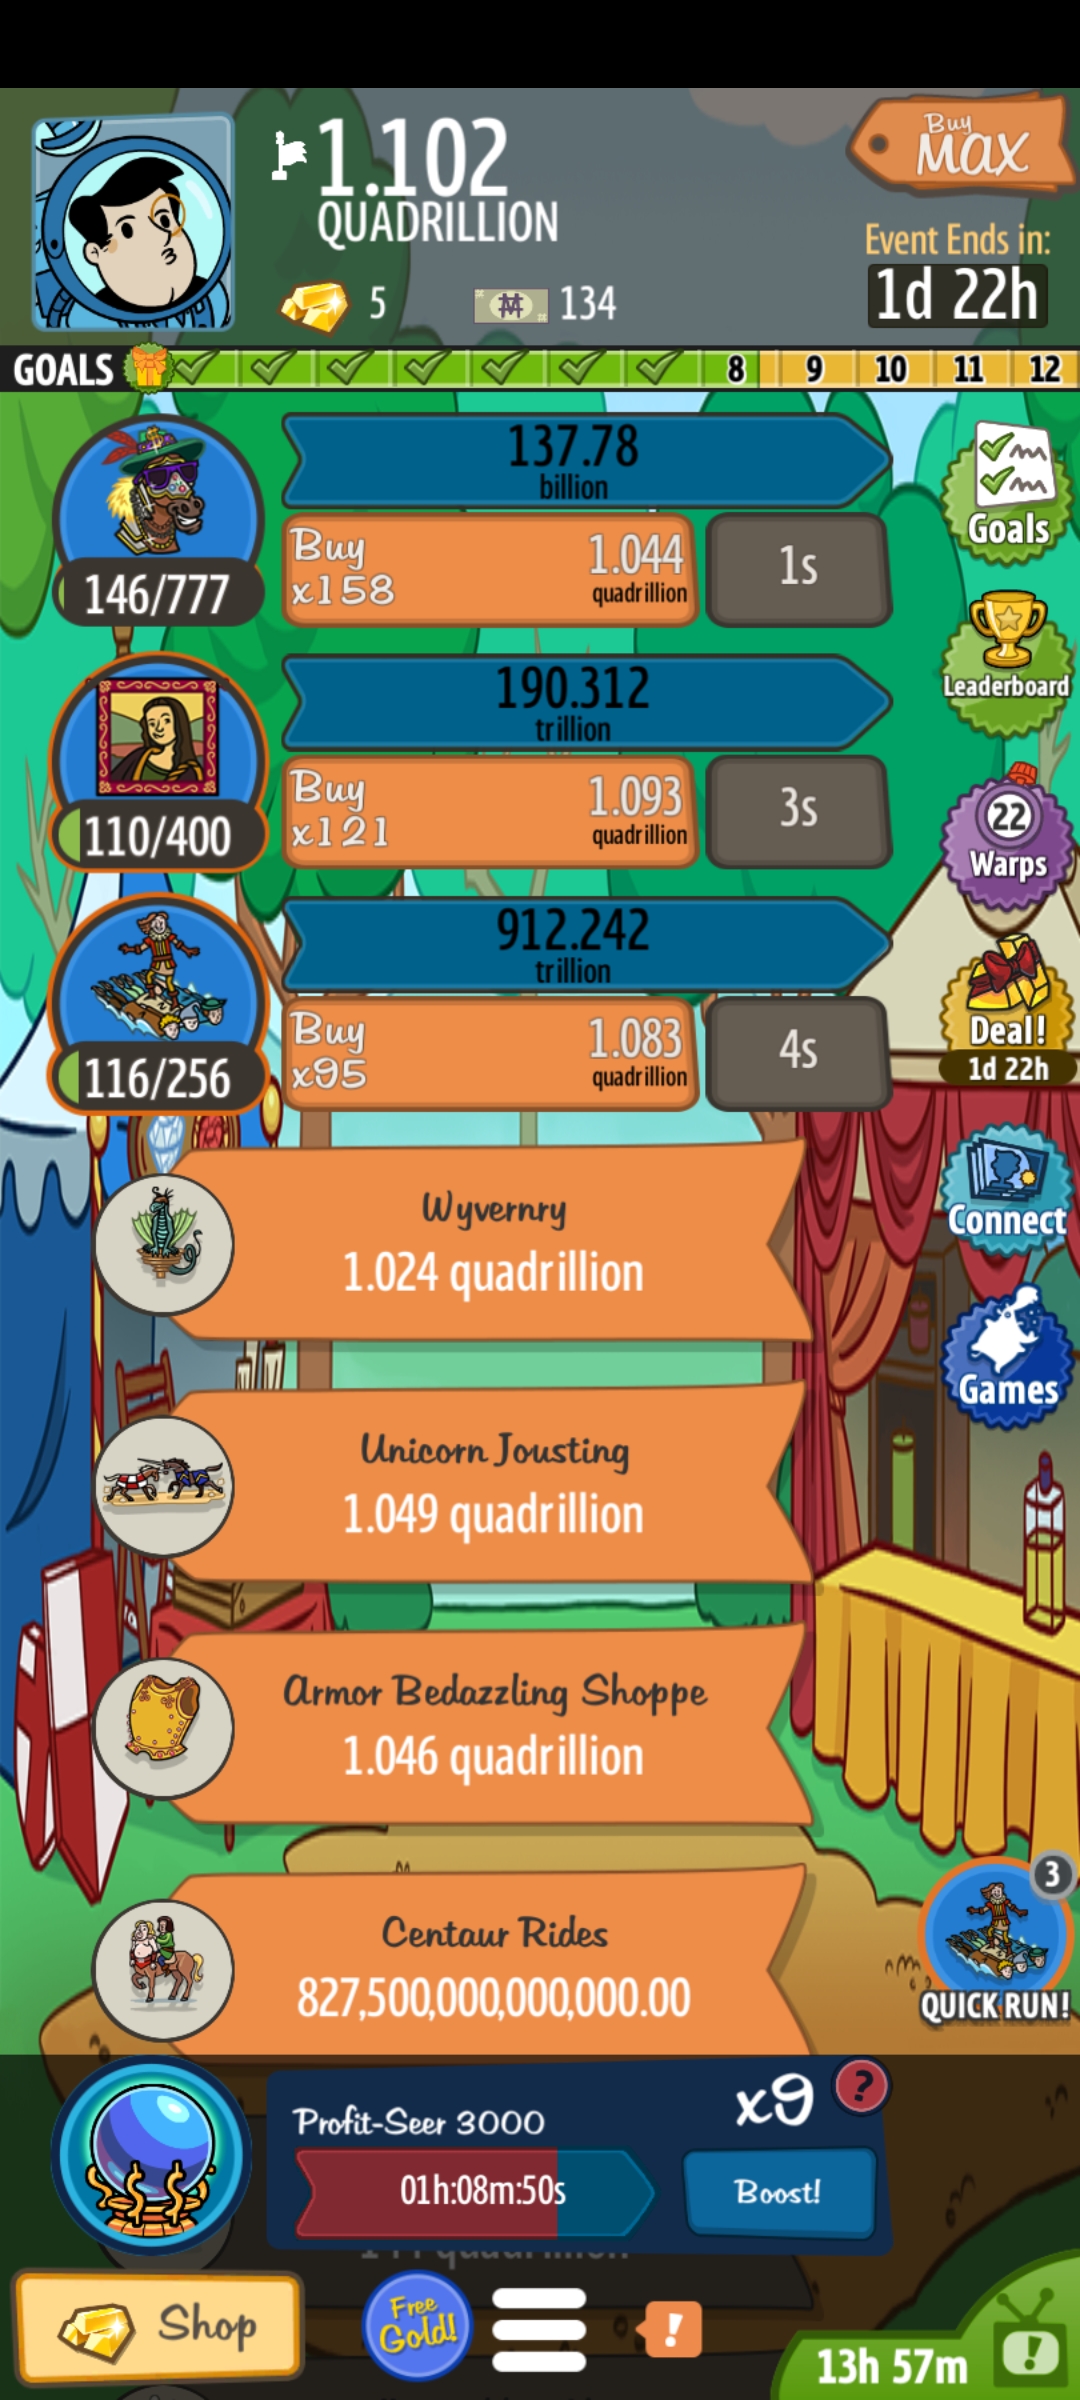 1.102
QUADRILLION
Buy
MAX
Event Ends in:
1d 22h
5
134
GOALS
8 9 10 11 12
137.78
billion
Buy
x158
1.044
quadrillion
1s
146/777
Goals
190.312
trillion
Buy
x121
1.093
quadrillion
3s
110/400
Leaderboard
22
Warps
912.242
trillion
Buy
x95
1.083
quadrillion
4s
116/256
Deal!
1d 22h
Wyvernry
1.024 quadrillion
Connect
Unicorn Jousting
1.049 quadrillion
Games
Armor Bedazzling Shoppe
1.046 quadrillion
Centaur Rides
827,500,000,000,000.00
3
QUICK RUN!
Profit-Seer 3000
x9
?
01h:08m:50s
Boost!
Shop
Free
Gold!
!
13h 57m
!